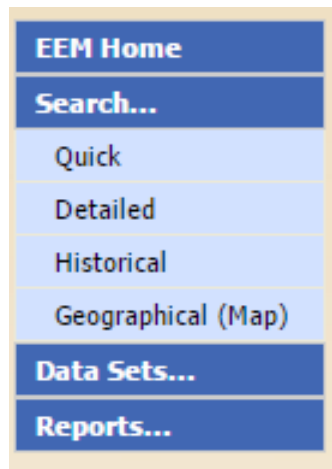 EEM Home
Search...
Quick
Detailed
Historical
Geographical (Map)
Data Sets...
Reports...